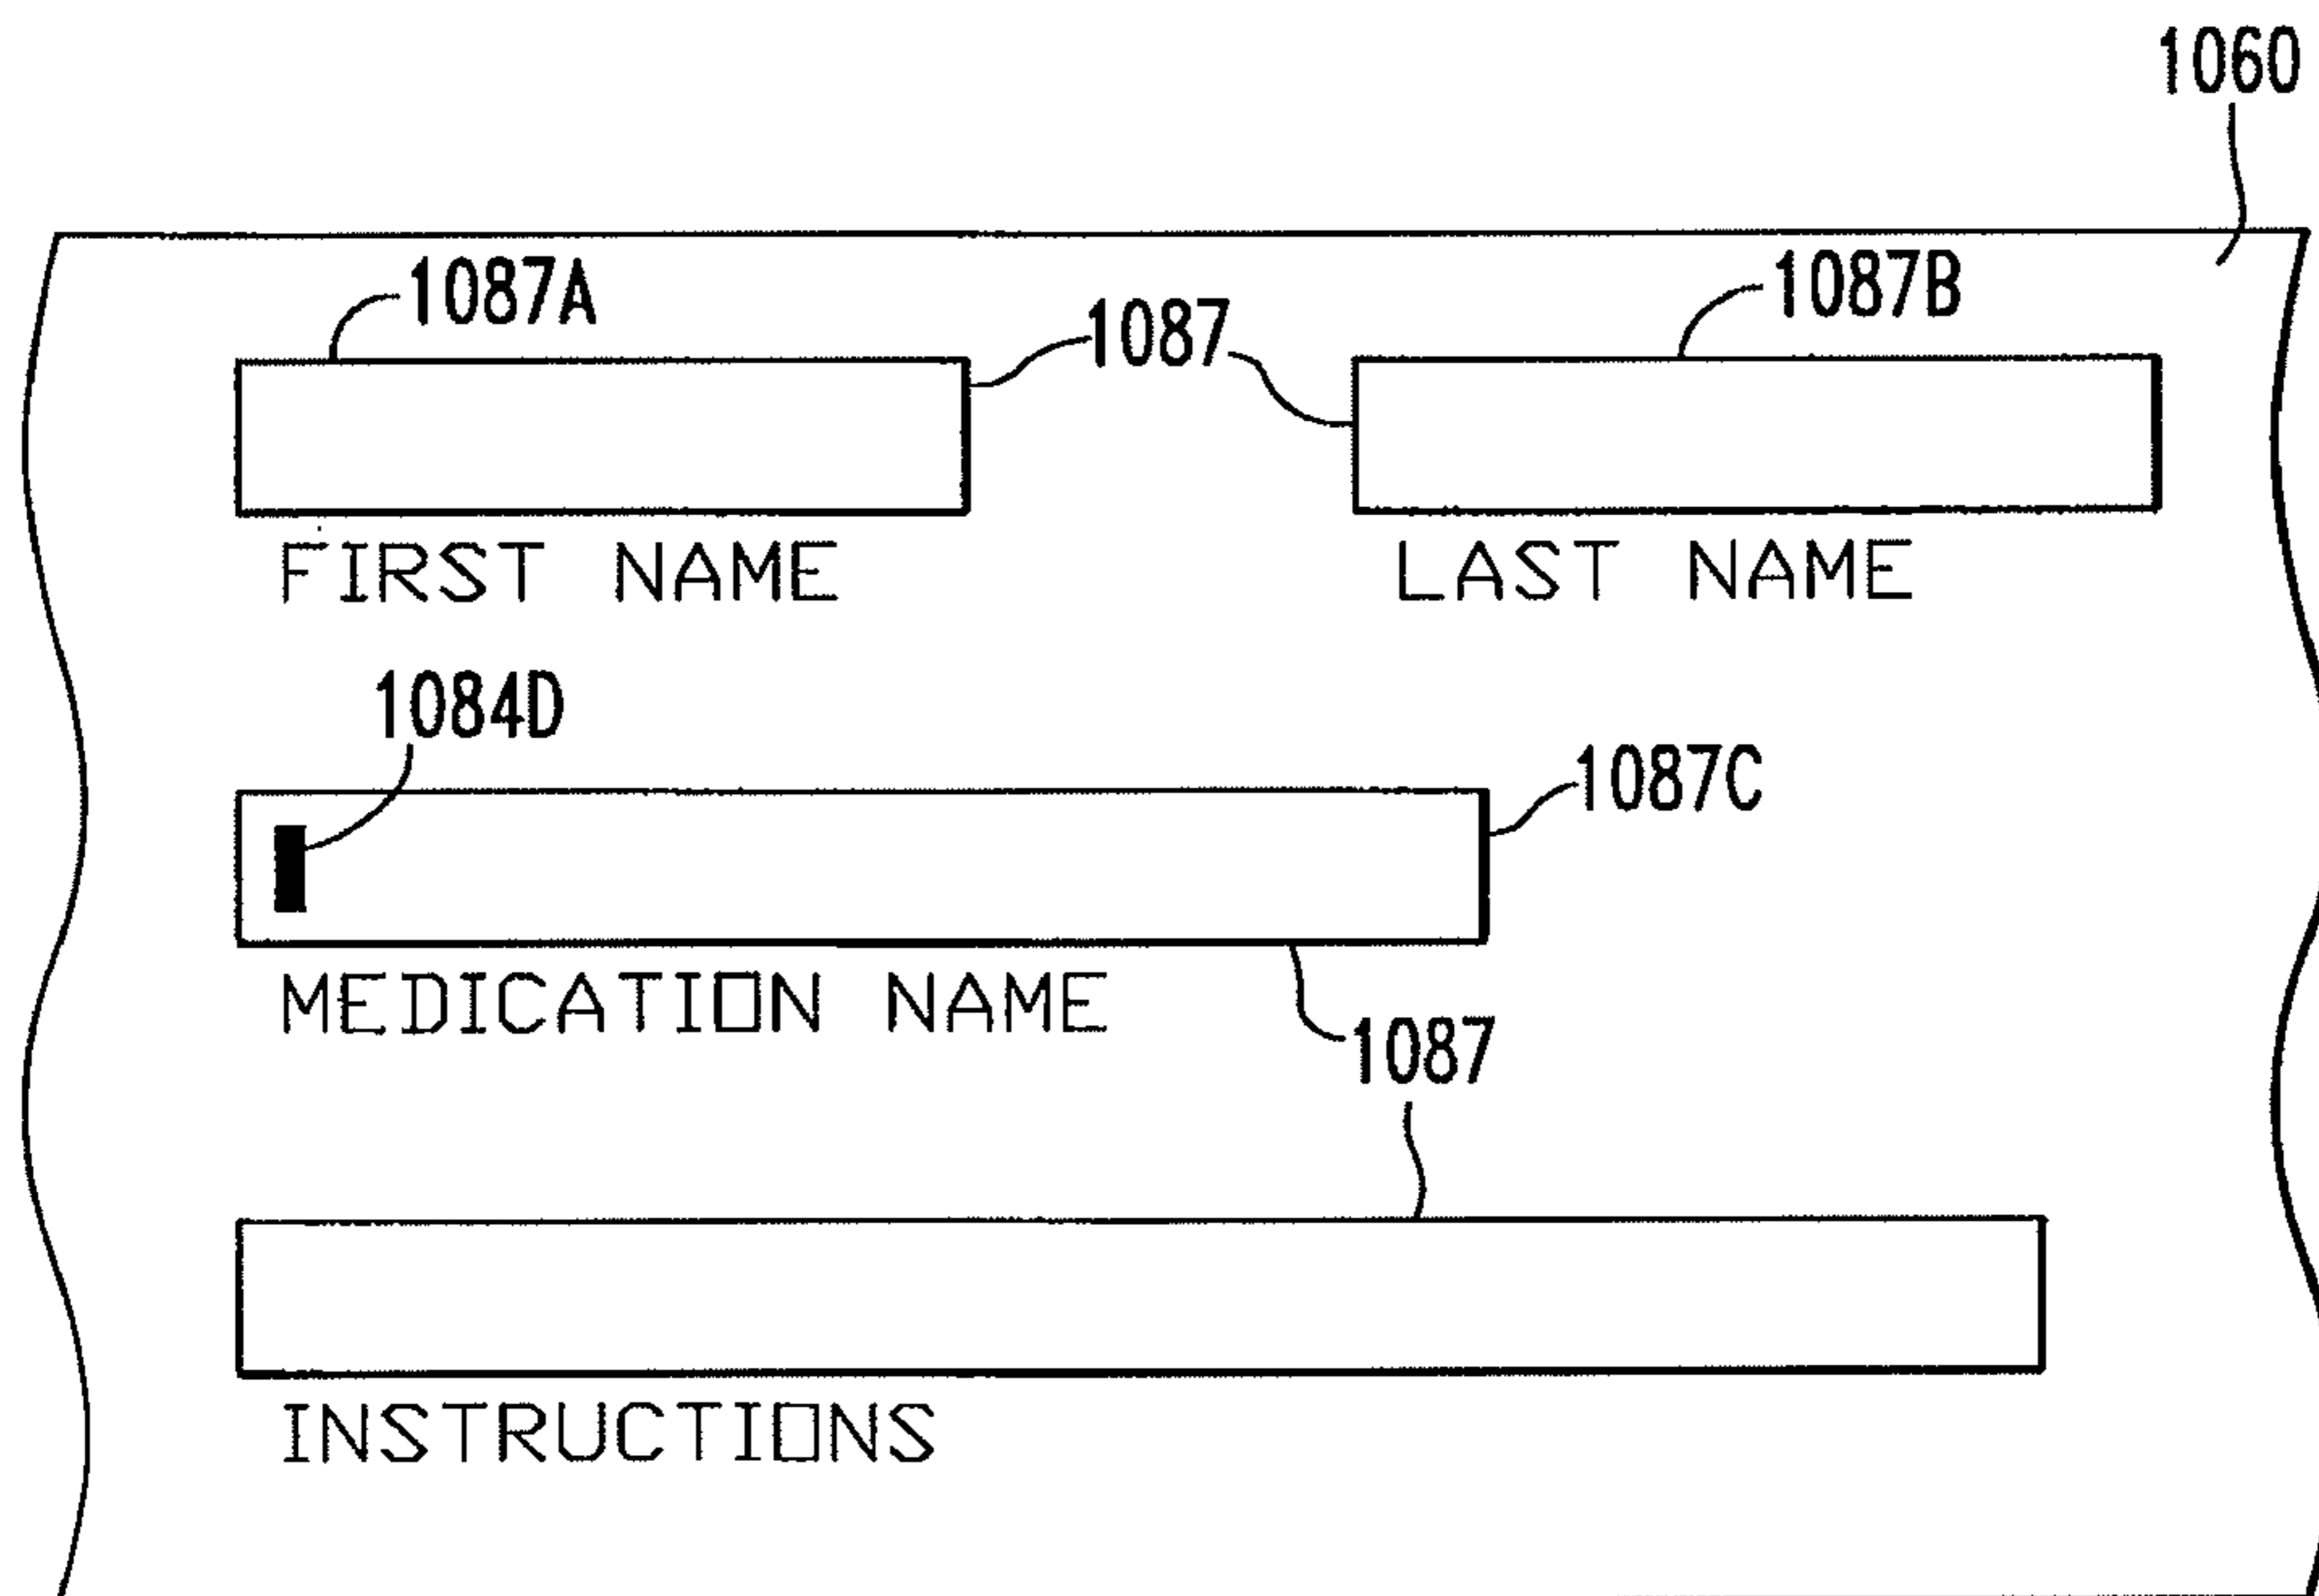 1060
1087A 1087 1087B
FIRST NAME LAST NAME
1084D
1087C
MEDICATION NAME
1087
INSTRUCTIONS